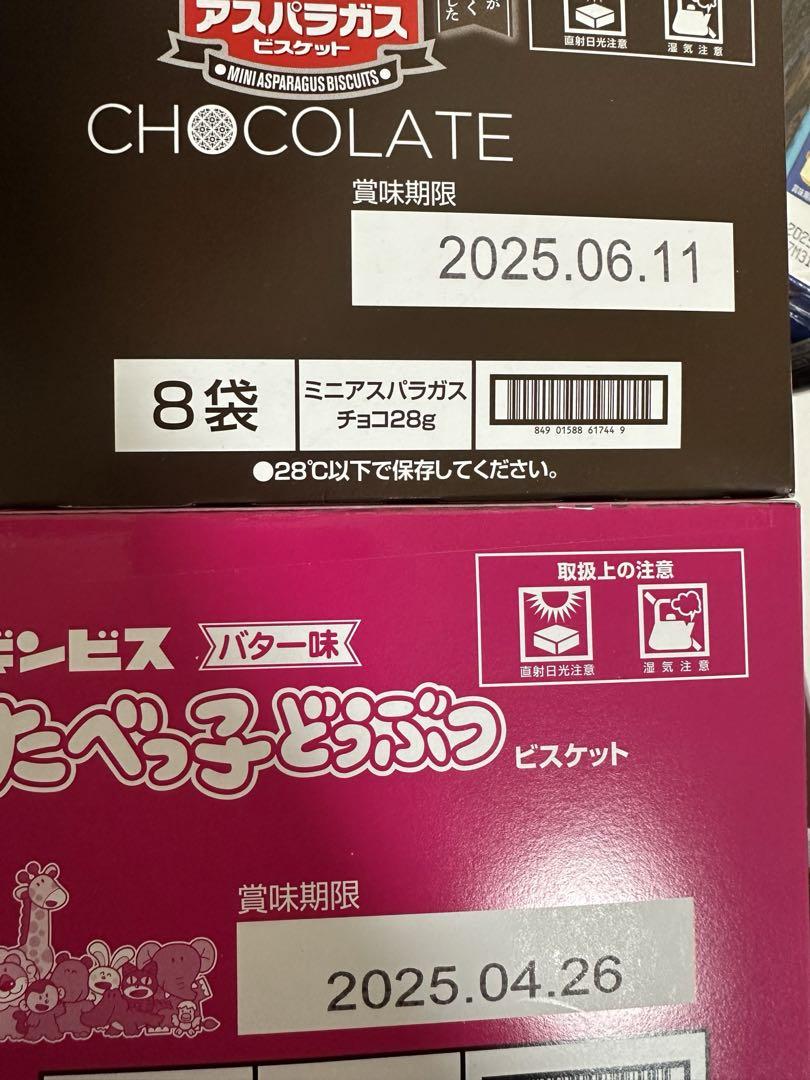 アスパラガス
ビスケット
MINI ASPARAGUS BISCUITS
CHOCOLATE
直射日光注意
湿気注意
賞味期限
2025.06.11
8袋
ミニアスパラガス
チョコ28g
849 01588 61744 9
●28℃以下で保存してください。
取扱上の注意
直射日光注意
湿気注意
ギンビス
バター味
たべっ子どうぶつ
ビスケット
賞味期限
2025.04.26